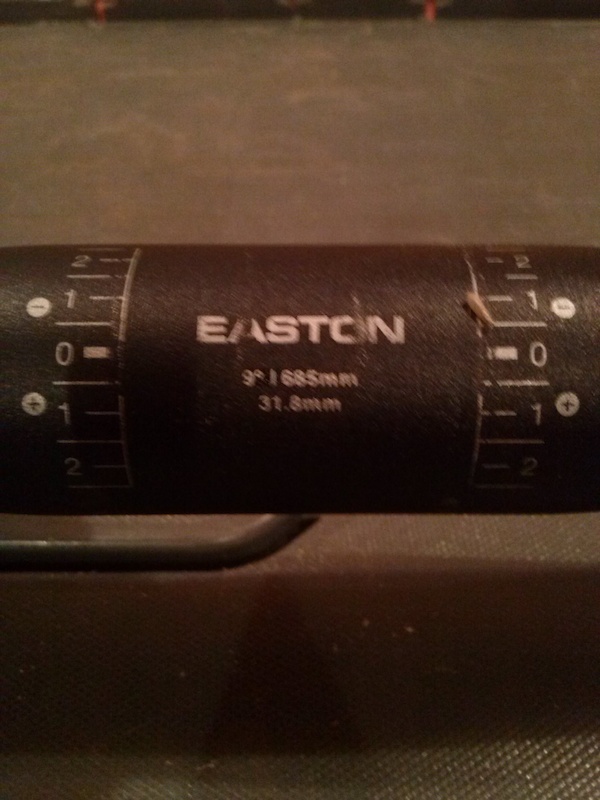 2 2
− 1 1 −
EASTON
0 0
9° / 685mm
+ 1 31.8mm 1 +
2 2